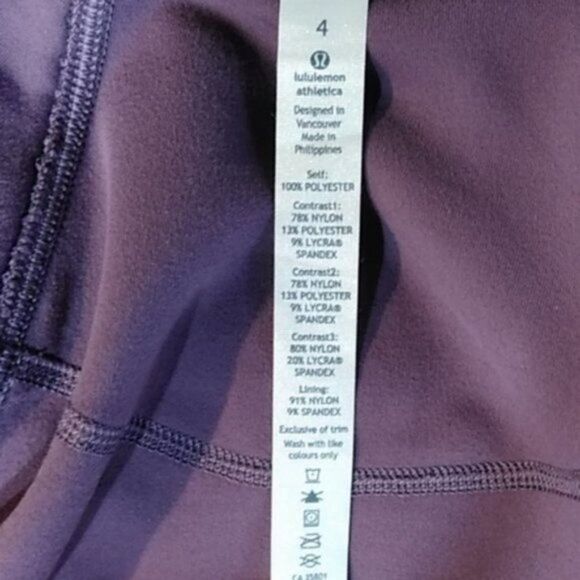 4
lululemon
athletica
Designed in
Vancouver
Made in
Philippines
Self:
100% POLYESTER
Contrast1:
78% NYLON
13% POLYESTER
9% LYCRA®
SPANDEX
Contrast2:
78% NYLON
13% POLYESTER
9% LYCRA®
SPANDEX
Contrast3:
80% NYLON
20% LYCRA®
SPANDEX
Lining:
91% NYLON
9% SPANDEX
Exclusive of trim
Wash with like
colours only
CA 35801